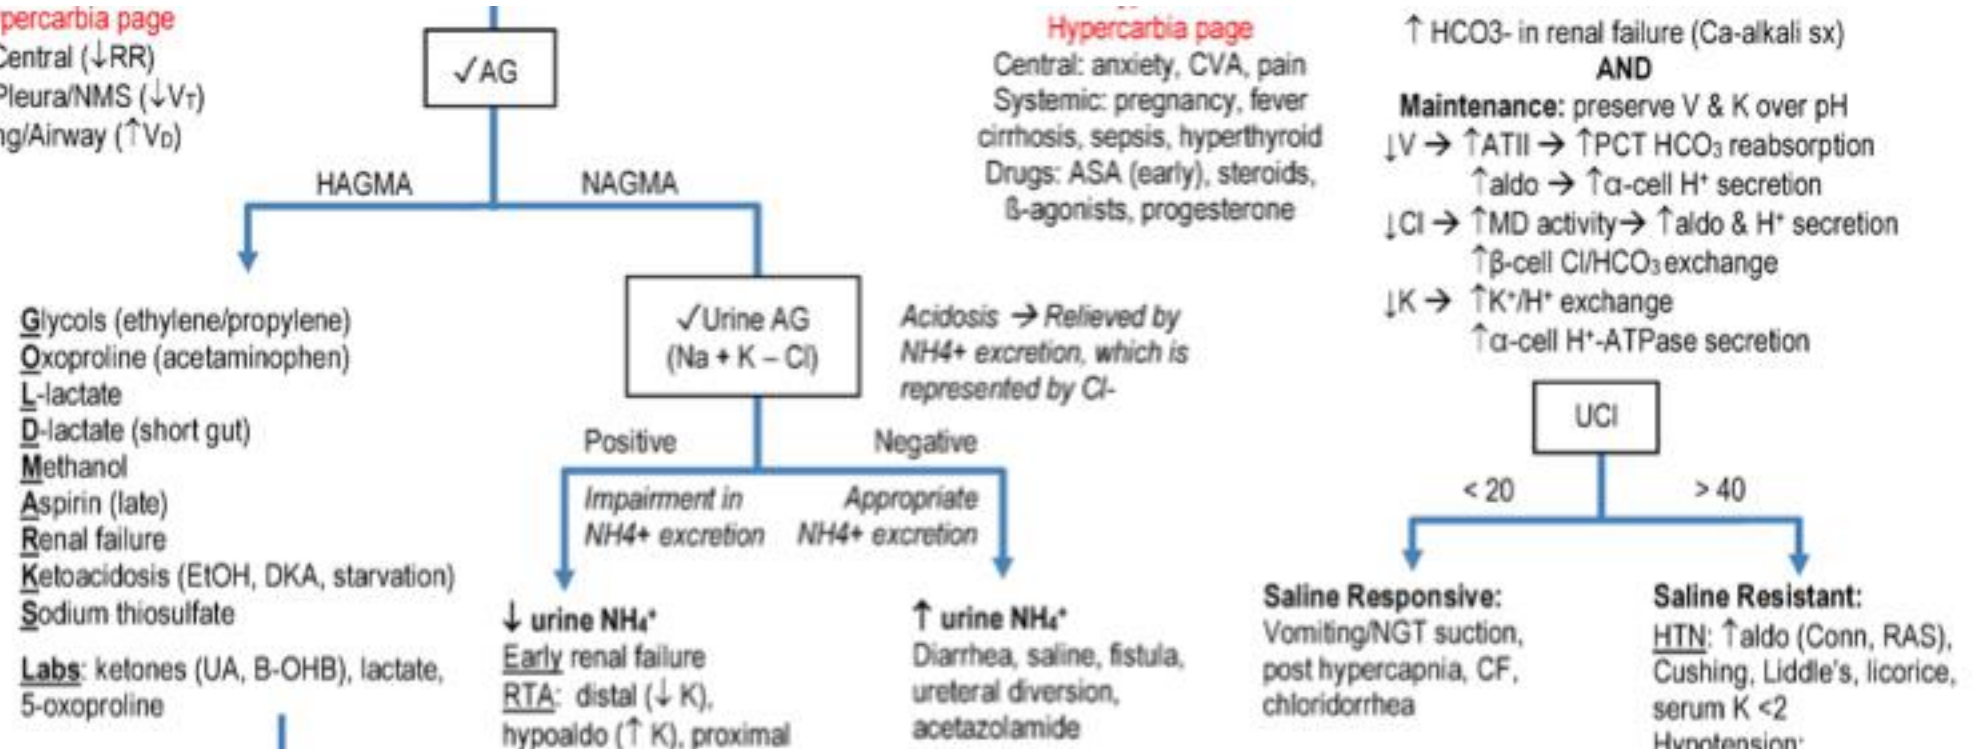 percarbia page
Central (↓RR)
Pleura/NMS (↓VT)
ng/Airway (↑VD)
✓AG
HAGMA
NAGMA
Glycols (ethylene/propylene)
Oxoproline (acetaminophen)
L-lactate
D-lactate (short gut)
Methanol
Aspirin (late)
Renal failure
Ketoacidosis (EtOH, DKA, starvation)
Sodium thiosulfate
Labs: ketones (UA, B-OHB), lactate,
5-oxoproline
✓Urine AG
(Na + K – Cl)
Acidosis → Relieved by
NH4+ excretion, which is
represented by Cl-
Positive
Negative
Impairment in
NH4+ excretion
Appropriate
NH4+ excretion
↓ urine NH₄⁺
Early renal failure
RTA: distal (↓ K),
hypoaldo (↑ K), proximal
↑ urine NH₄⁺
Diarrhea, saline, fistula,
ureteral diversion,
acetazolamide
Hypercarbia page
Central: anxiety, CVA, pain
Systemic: pregnancy, fever
cirrhosis, sepsis, hyperthyroid
Drugs: ASA (early), steroids,
ß-agonists, progesterone
↑ HCO3- in renal failure (Ca-alkali sx)
AND
Maintenance: preserve V & K over pH
↓V → ↑ATII → ↑PCT HCO₃ reabsorption
↑aldo → ↑α-cell H⁺ secretion
↓Cl → ↑MD activity→ ↑aldo & H⁺ secretion
↑β-cell Cl/HCO₃ exchange
↓K → ↑K⁺/H⁺ exchange
↑α-cell H⁺-ATPase secretion
UCl
< 20
> 40
Saline Responsive:
Vomiting/NGT suction,
post hypercapnia, CF,
chloridorrhea
Saline Resistant:
HTN: ↑aldo (Conn, RAS),
Cushing, Liddle's, licorice,
serum K <2
Hypotension: